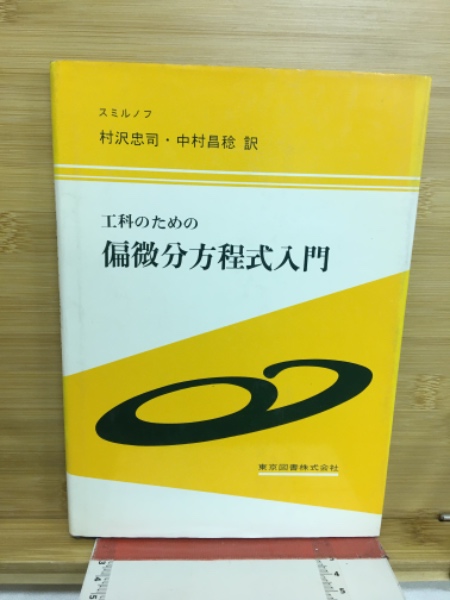 スミルノフ
村沢忠司・中村昌稔 訳
工科のための
偏微分方程式入門
東京図書株式会社